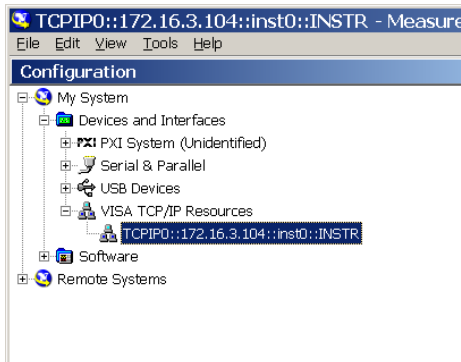 TCPIP0::172.16.3.104::inst0::INSTR - Measure
File Edit View Tools Help
Configuration
My System
Devices and Interfaces
PXI PXI System (Unidentified)
Serial & Parallel
USB Devices
VISA TCP/IP Resources
TCPIP0::172.16.3.104::inst0::INSTR
Software
Remote Systems